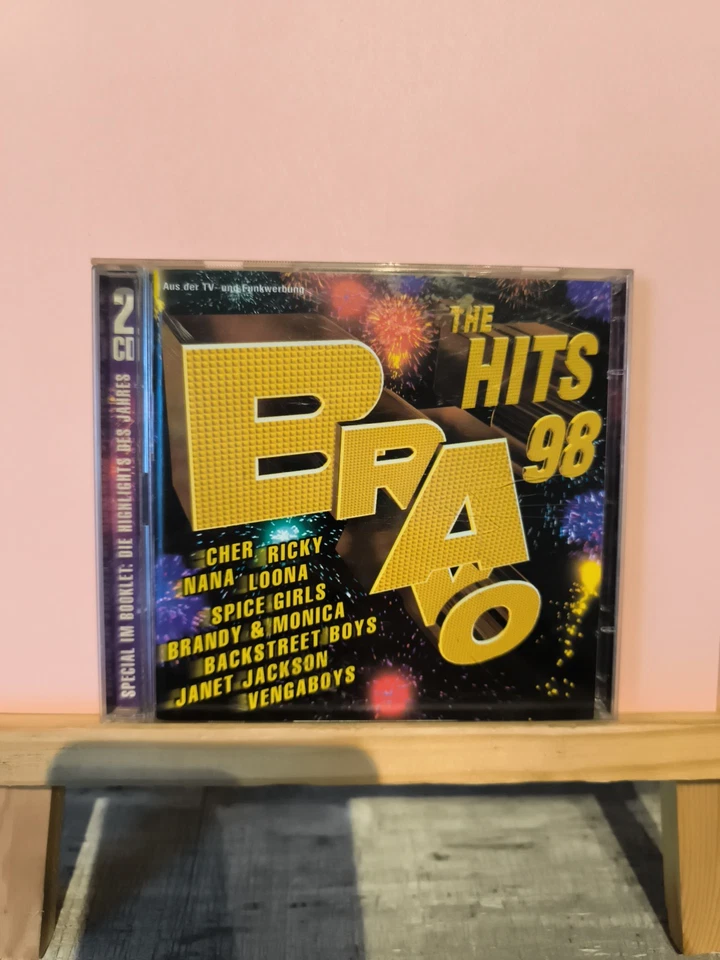 2
CD
SPECIAL IM BOOKLET: DIE HIGHLIGHTS DES JAHRES
Aus der TV- und Funkwerbung
THE
HITS
98
BRAVO
CHER RICKY
NANA LOONA
SPICE GIRLS
BRANDY & MONICA
BACKSTREET BOYS
JANET JACKSON
VENGABOYS